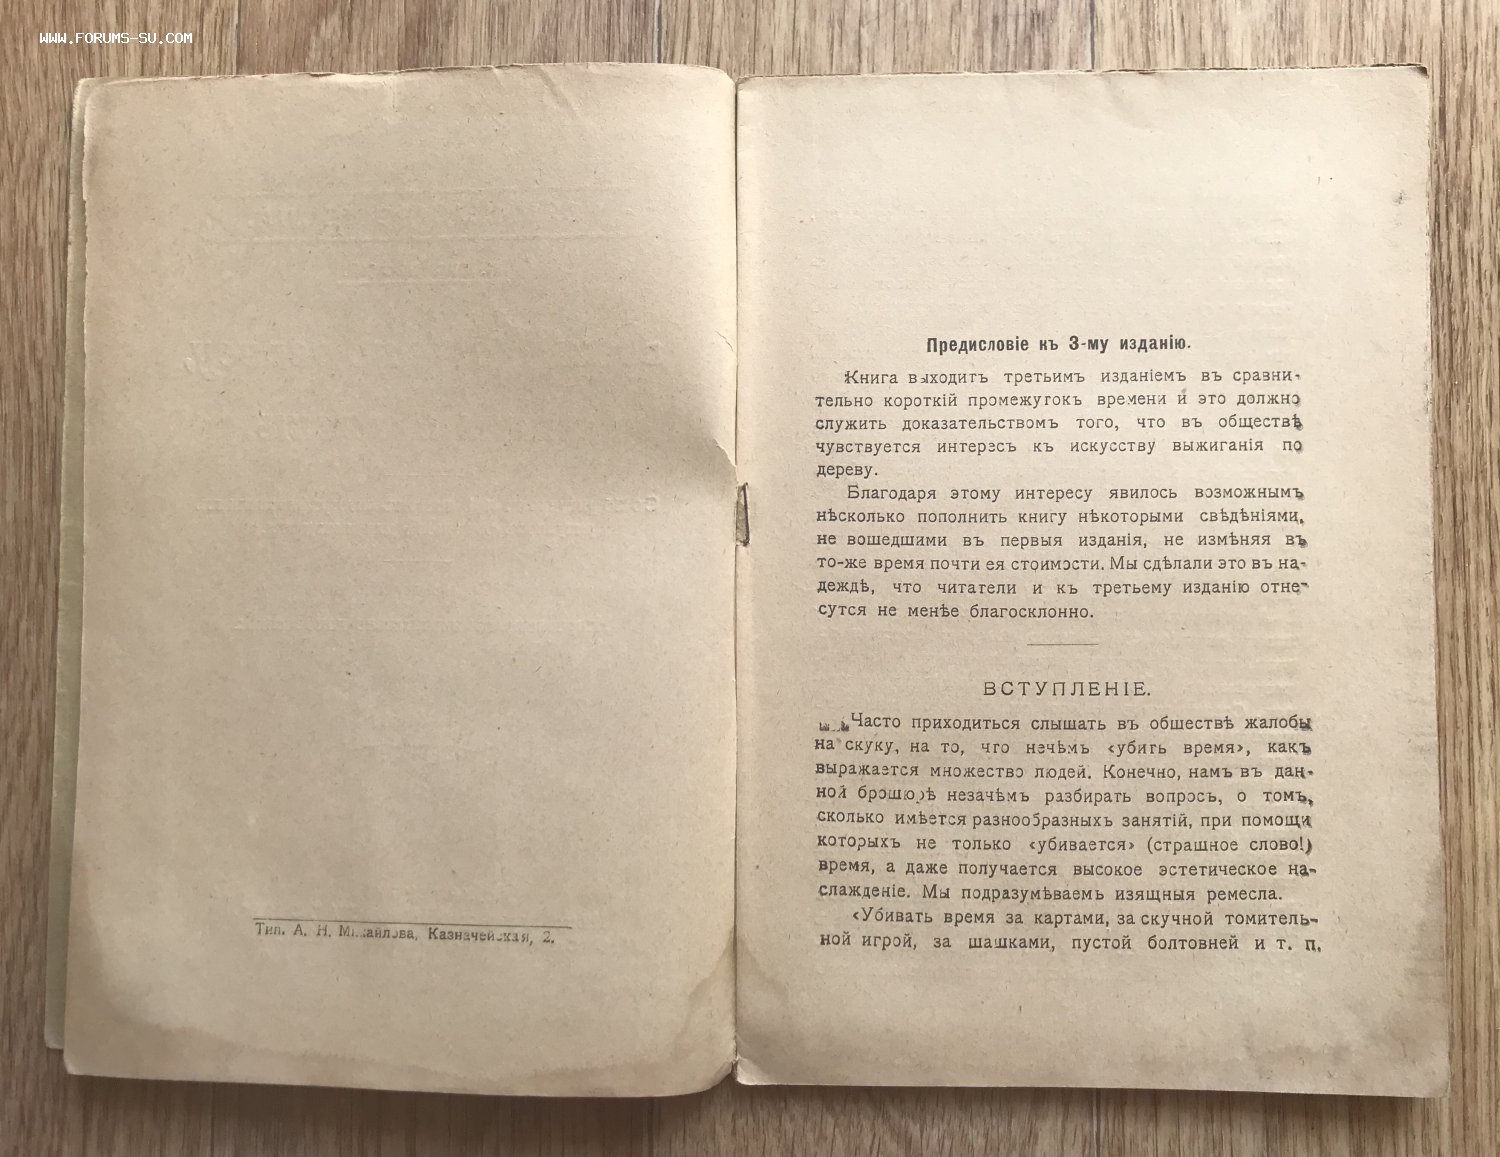 WWW.FORUMS-SU.COM
Тип. А. Н. Михайлова, Казначейская, 2.
Предисловіе къ 3-му изданію.
Книга выходитъ третьимъ изданіемъ въ сравни-
тельно короткій промежутокъ времени и это должно
служить доказательствомъ того, что въ обществѣ
чувствуется интересъ къ искусству выжиганія по
дереву.
Благодаря этому интересу явилось возможнымъ
нѣсколько пополнить книгу нѣкоторыми свѣдѣніями,
не вошедшими въ первыя изданія, не измѣняя въ
то-же время почти ея стоимости. Мы сдѣлали это въ на-
деждѣ, что читатели и къ третьему изданію отне-
сутся не менѣе благосклонно.
ВСТУПЛЕНІЕ.
Часто приходиться слышать въ обществѣ жалобы
на скуку, на то, что нечѣмъ «убить время», какъ
выражается множество людей. Конечно, намъ въ дан-
ной брошюрѣ незачѣмъ разбирать вопросъ, о томъ,
сколько имѣется разнообразныхъ занятій, при помощи
которыхъ не только «убивается» (страшное слово!)
время, а даже получается высокое эстетическое на-
слажденіе. Мы подразумѣваемъ изящныя ремесла.
«Убивать время за картами, за скучной томитель-
ной игрой, за шашками, пустой болтовней и т. п.